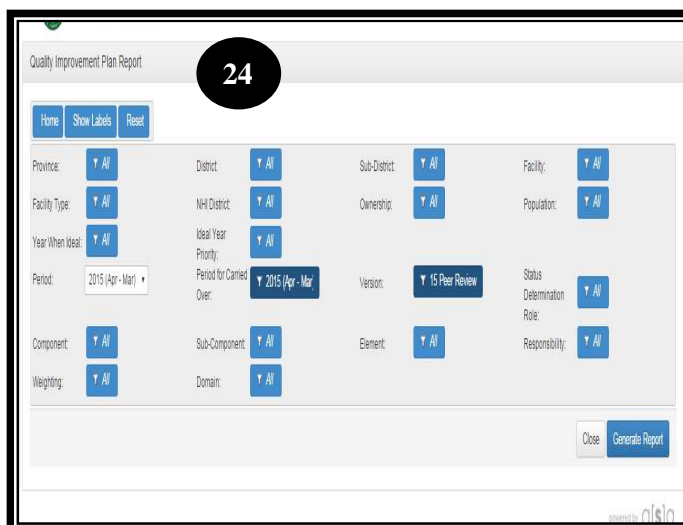 Quality Improvement Plan Report
24
Home Show Labels Reset
Province: All District: All Sub-District: All Facility: All
Facility Type: All NHI District: All Ownership: All Population: All
Year When Ideal: All Ideal Year Priority: All
Period: 2015 (Apr - Mar) Period for Carried Over: 2015 (Apr - Mar) Version: 15 Peer Review Status Determination Role: All
Component: All Sub-Component: All Element: All Responsibility: All
Weighting: All Domain: All
Close Generate Report
powered by